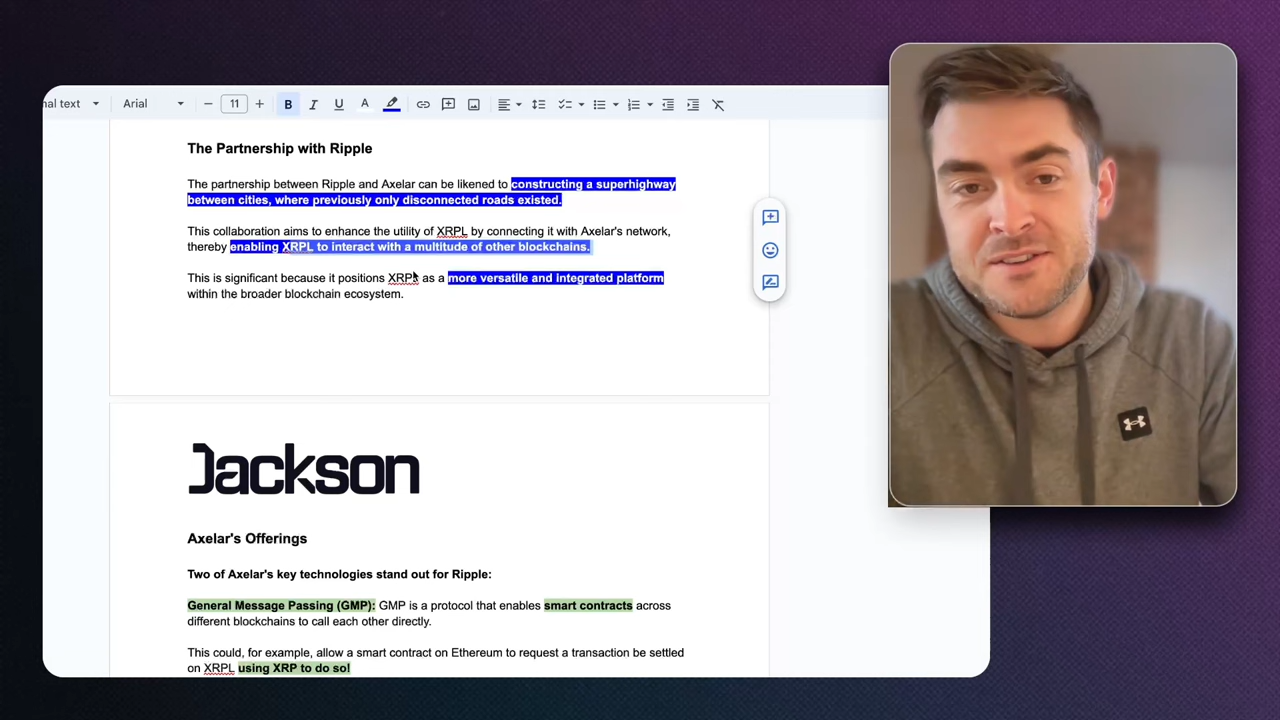 nal text
Arial
11
B
I
U
A
The Partnership with Ripple
The partnership between Ripple and Axelar can be likened to constructing a superhighway
between cities, where previously only disconnected roads existed.
This collaboration aims to enhance the utility of XRPL by connecting it with Axelar's network,
thereby enabling XRPL to interact with a multitude of other blockchains.
This is significant because it positions XRPL as a more versatile and integrated platform
within the broader blockchain ecosystem.
Jackson
Axelar's Offerings
Two of Axelar's key technologies stand out for Ripple:
General Message Passing (GMP): GMP is a protocol that enables smart contracts across
different blockchains to call each other directly.
This could, for example, allow a smart contract on Ethereum to request a transaction be settled
on XRPL using XRP to do so!